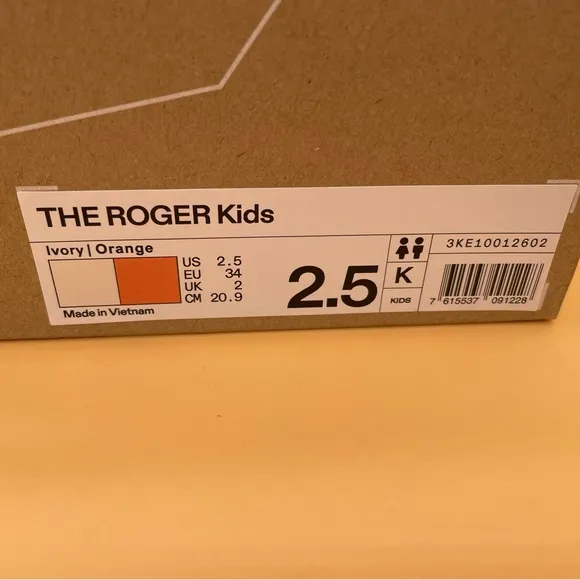 THE ROGER Kids
Ivory | Orange
US 2.5
EU 34
UK 2
CM 20.9
Made in Vietnam
2.5
K
KIDS
3KE10012602
7 615537 091228